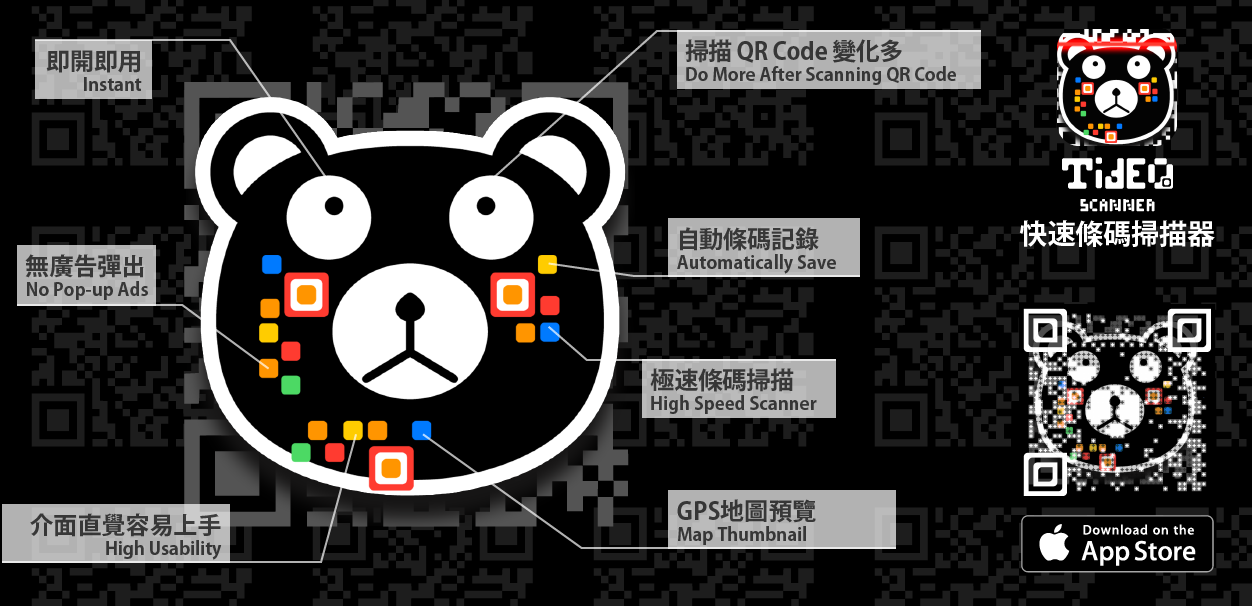 即開即用
Instant
掃描 QR Code 變化多
Do More After Scanning QR Code
無廣告彈出
No Pop-up Ads
自動條碼記錄
Automatically Save
極速條碼掃描
High Speed Scanner
介面直覺容易上手
High Usability
GPS地圖預覽
Map Thumbnail
TidEQ
SCANNER
快速條碼掃描器
Download on the
App Store